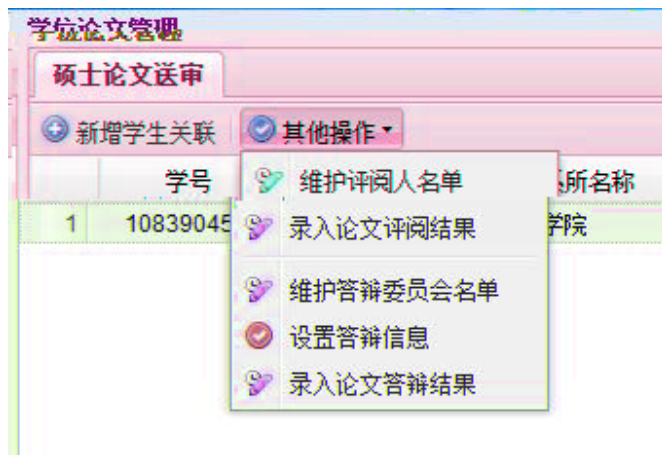 学位论文管理
硕士论文送审
新增学生关联 其他操作
学号 系所名称
1 10839045 学院
维护评阅人名单
录入论文评阅结果
维护答辩委员会名单
设置答辩信息
录入论文答辩结果